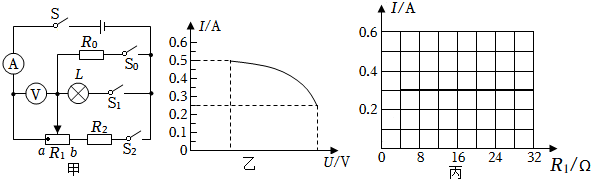 S
A
R0
S0
V
L
S1
a
R1
b
R2
S2
甲
I/A
0.6
0.5
0.4
0.3
0.2
0.1
0
U/V
乙
I/A
0.6
0.4
0.2
0
8
16
24
32
R1/Ω
丙